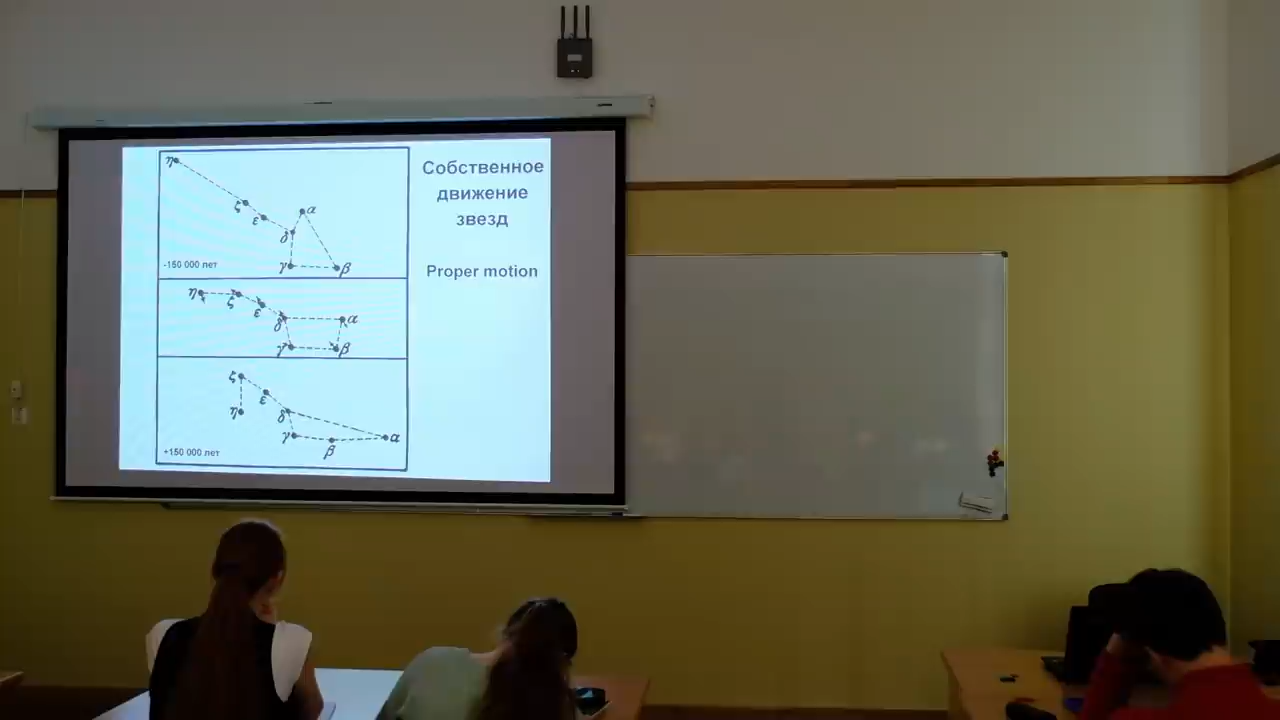 η
ζ
ε
α
δ
γ
β
-150 000 лет
η
ζ
ε
δ
α
γ
β
ζ
ε
η
δ
γ
β
α
+150 000 лет
Собственное
движение
звезд
Proper motion